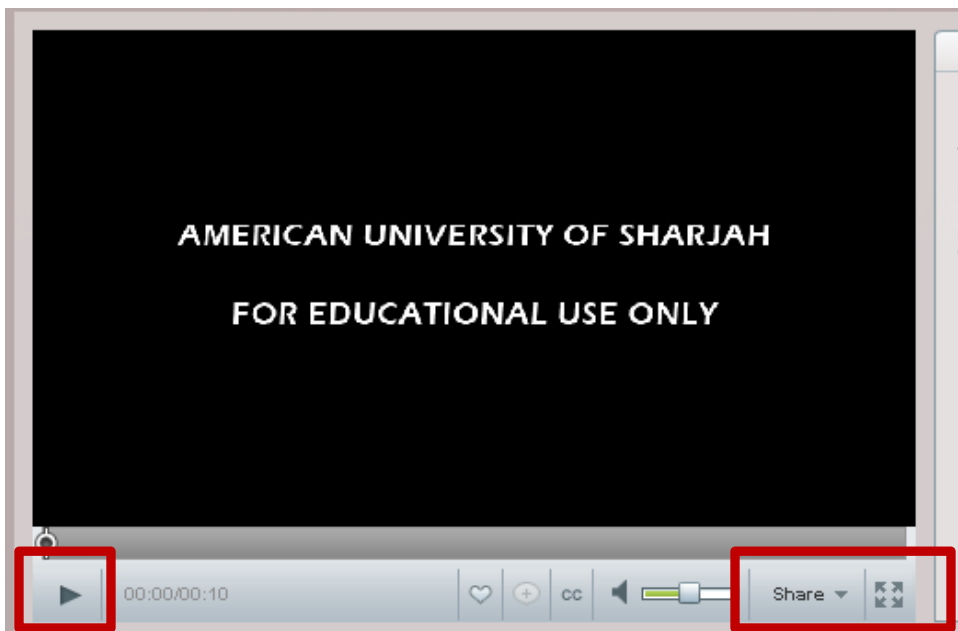 AMERICAN UNIVERSITY OF SHARJAH
FOR EDUCATIONAL USE ONLY
00:00/00:10 cc Share